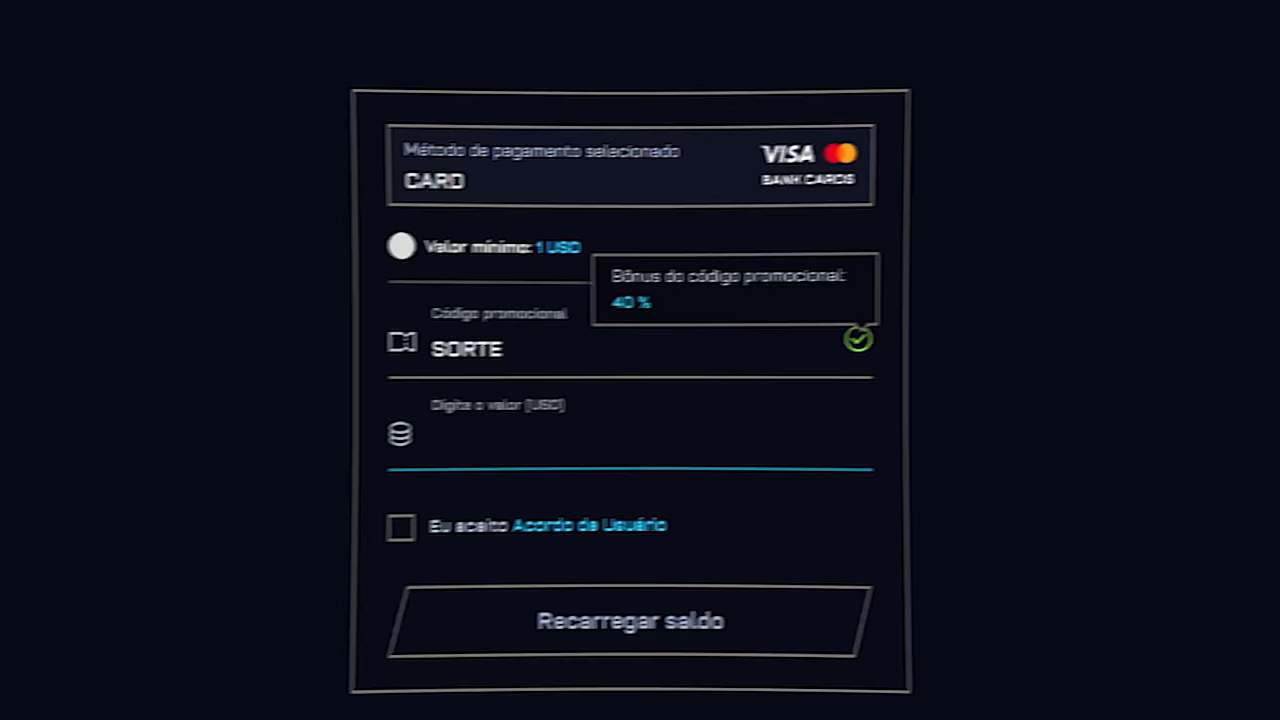 Método de pagamento selecionado
CARD
VISA
BANK CARDS
Valor mínimo: 1 USD
Bônus do código promocional:
40 %
Código promocional
SORTE
Digite o valor (USD)
Eu aceito Acordo de Usuário
Recarregar saldo